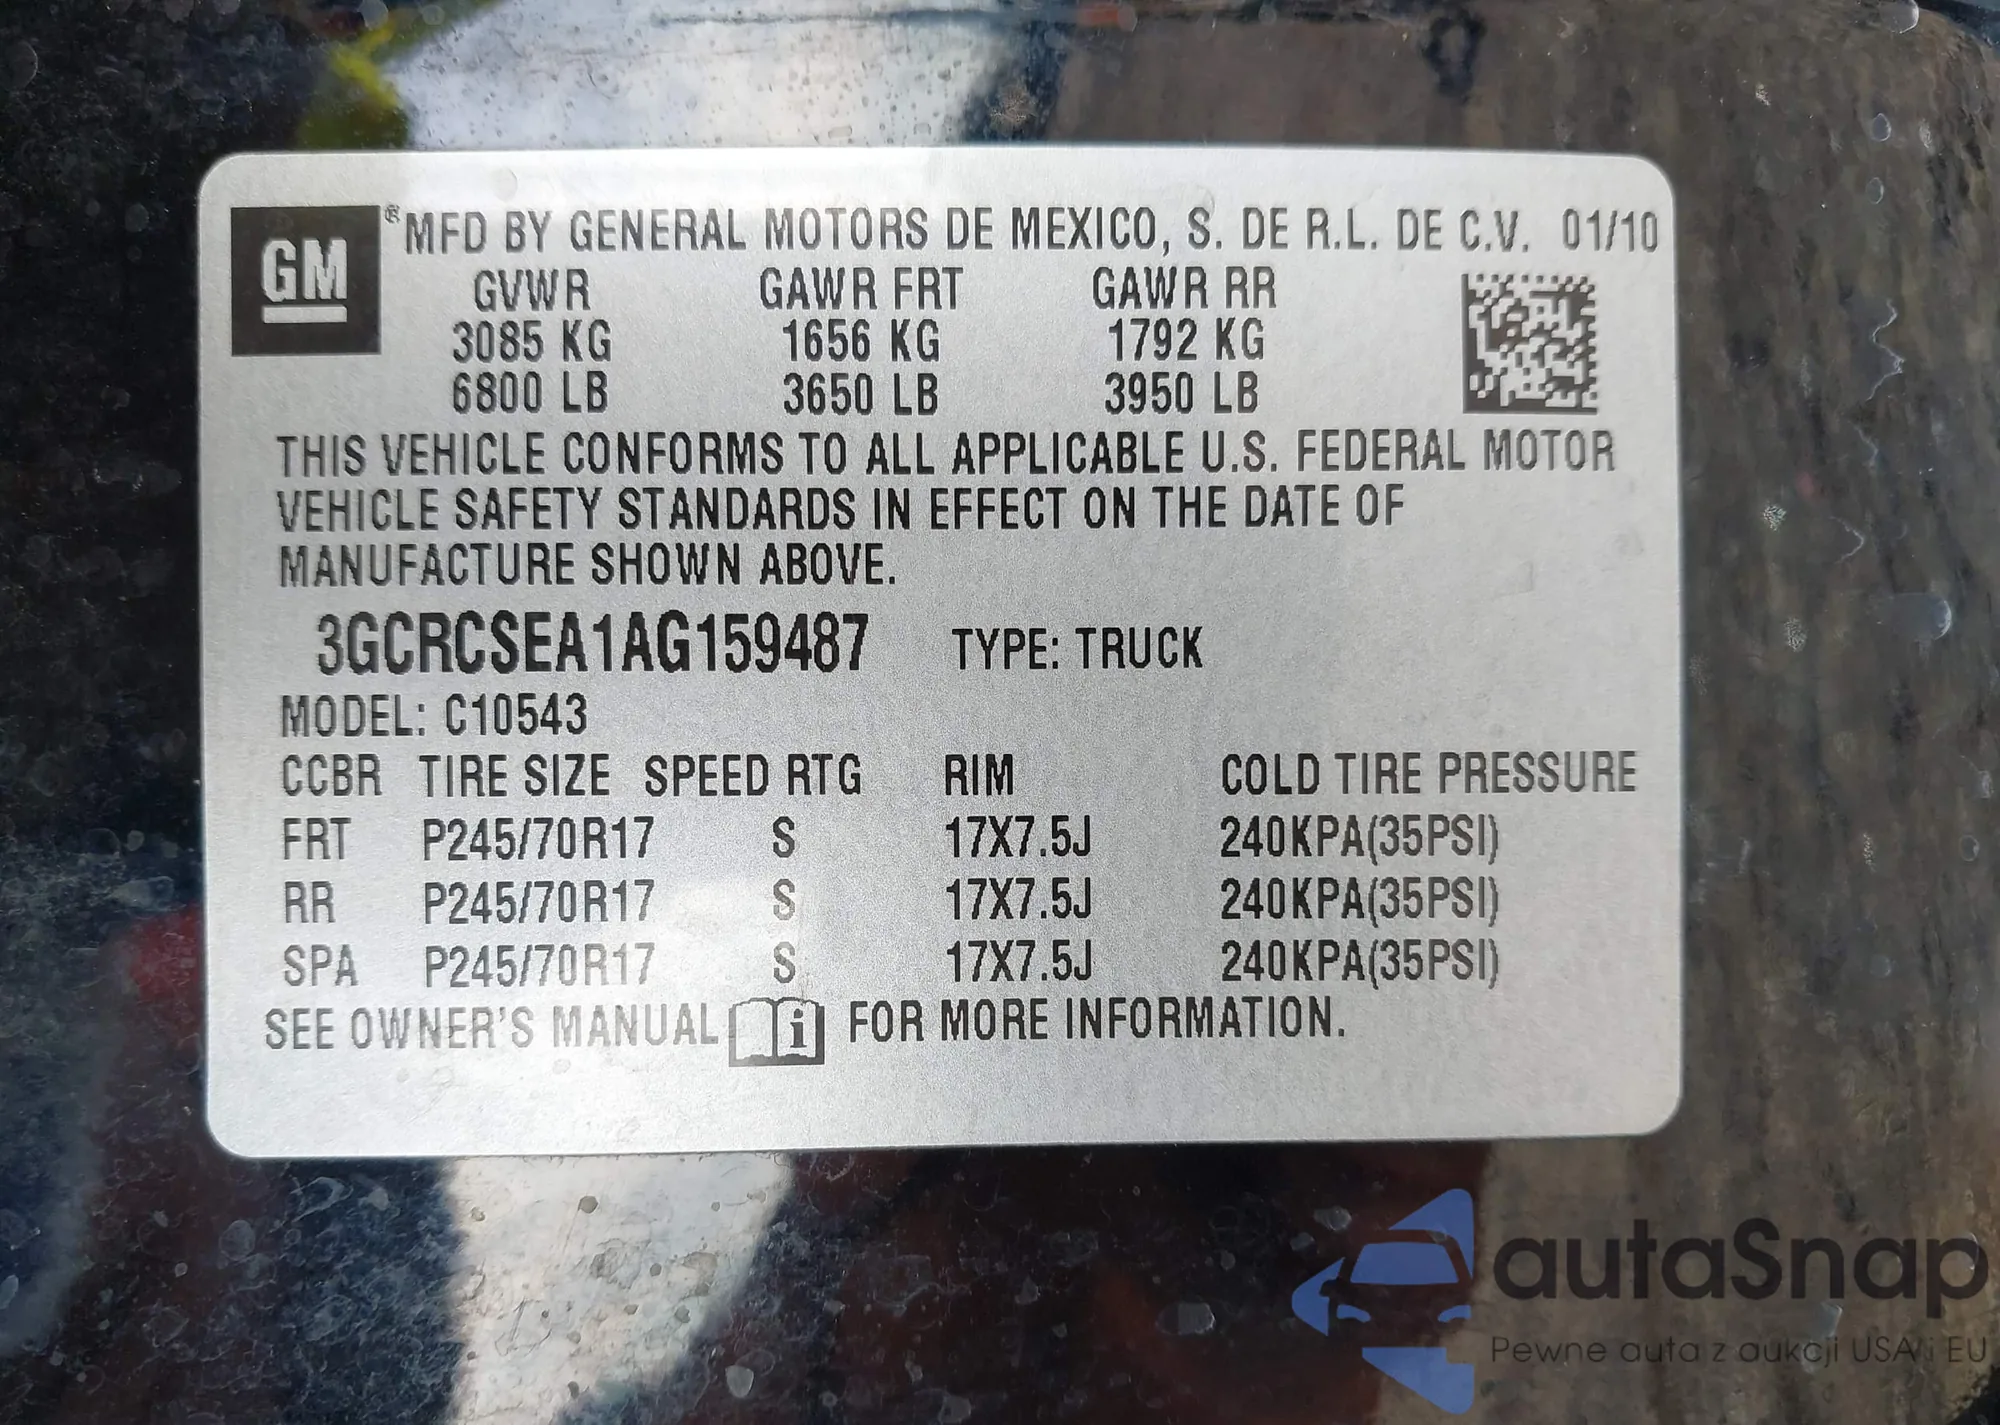 GM ® MFD BY GENERAL MOTORS DE MEXICO, S. DE R.L. DE C.V. 01/10
GVWR GAWR FRT GAWR RR
3085 KG 1656 KG 1792 KG
6800 LB 3650 LB 3950 LB
THIS VEHICLE CONFORMS TO ALL APPLICABLE U.S. FEDERAL MOTOR
VEHICLE SAFETY STANDARDS IN EFFECT ON THE DATE OF
MANUFACTURE SHOWN ABOVE.
3GCRCSEA1AG159487 TYPE: TRUCK
MODEL: C10543
CCBR TIRE SIZE SPEED RTG RIM COLD TIRE PRESSURE
FRT P245/70R17 S 17X7.5J 240KPA(35PSI)
RR P245/70R17 S 17X7.5J 240KPA(35PSI)
SPA P245/70R17 S 17X7.5J 240KPA(35PSI)
SEE OWNER'S MANUAL i FOR MORE INFORMATION.
autaSnap
Pewne auta z aukcji USA i EU